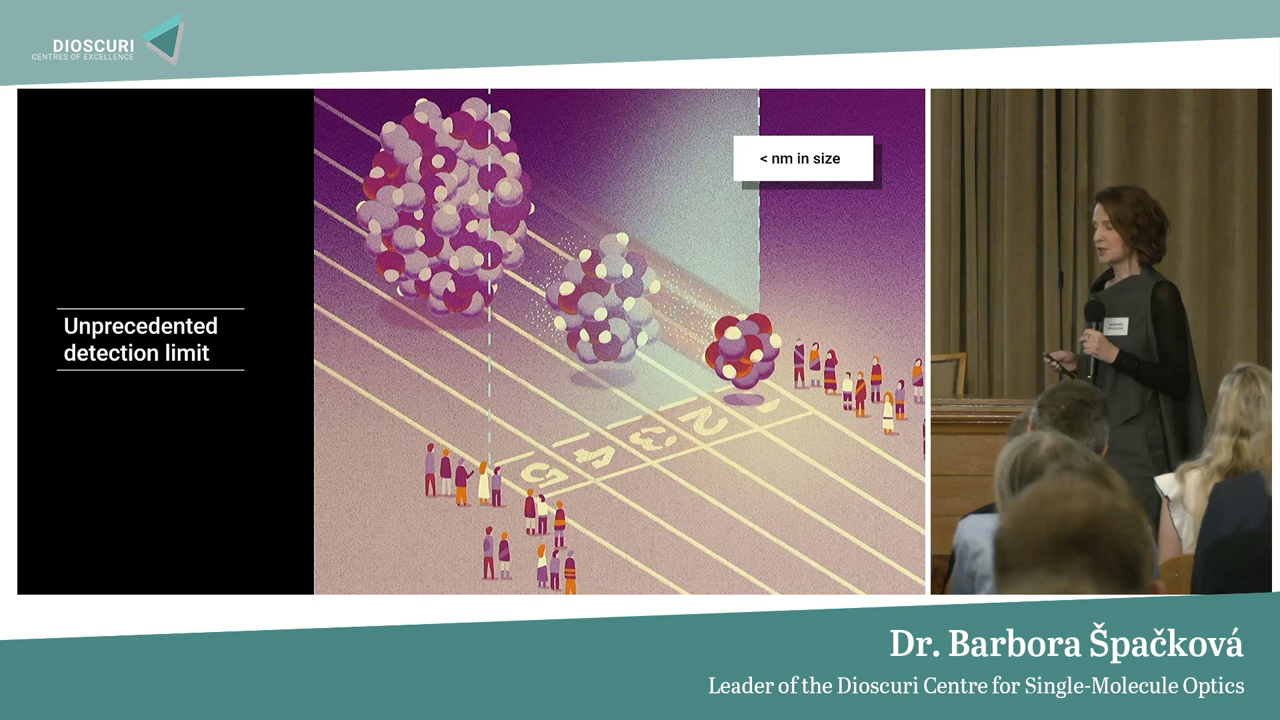 DIOSCURI
CENTRES OF EXCELLENCE
Unprecedented
detection limit
< nm in size
1
2
3
4
5
Dr. Barbora Špačková
Leader of the Dioscuri Centre for Single-Molecule Optics